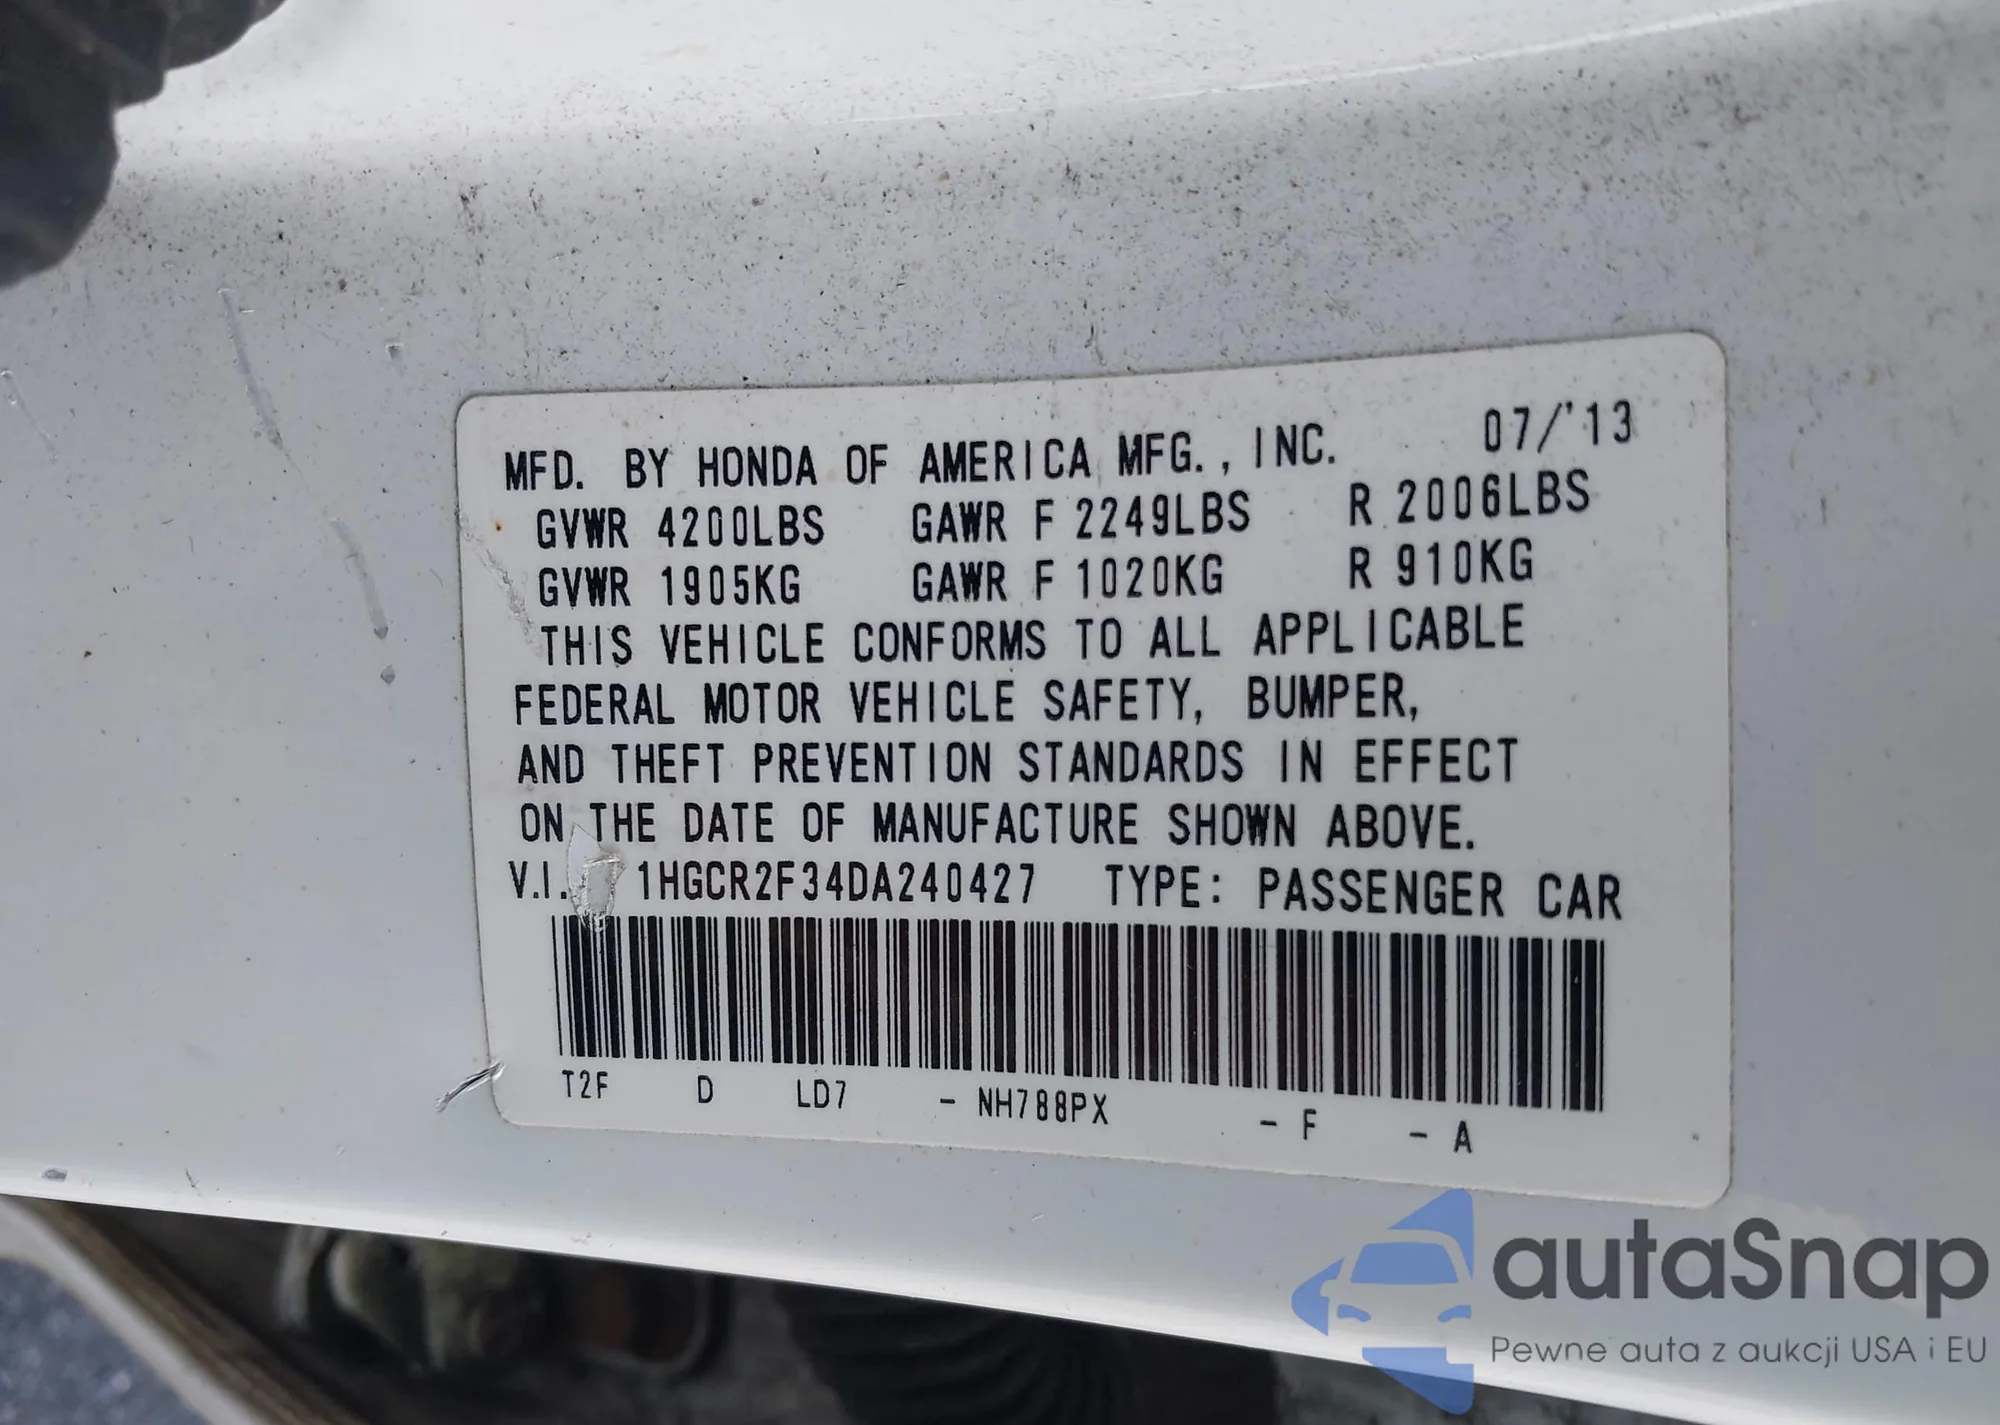 MFD. BY HONDA OF AMERICA MFG., INC. 07/'13
GVWR 4200LBS GAWR F 2249LBS R 2006LBS
GVWR 1905KG GAWR F 1020KG R 910KG
THIS VEHICLE CONFORMS TO ALL APPLICABLE
FEDERAL MOTOR VEHICLE SAFETY, BUMPER,
AND THEFT PREVENTION STANDARDS IN EFFECT
ON THE DATE OF MANUFACTURE SHOWN ABOVE.
V.I. 1HGCR2F34DA240427 TYPE: PASSENGER CAR
T2F D LD7 - NH788PX - F - A
autaSnap
Pewne auta z aukcji USA i EU